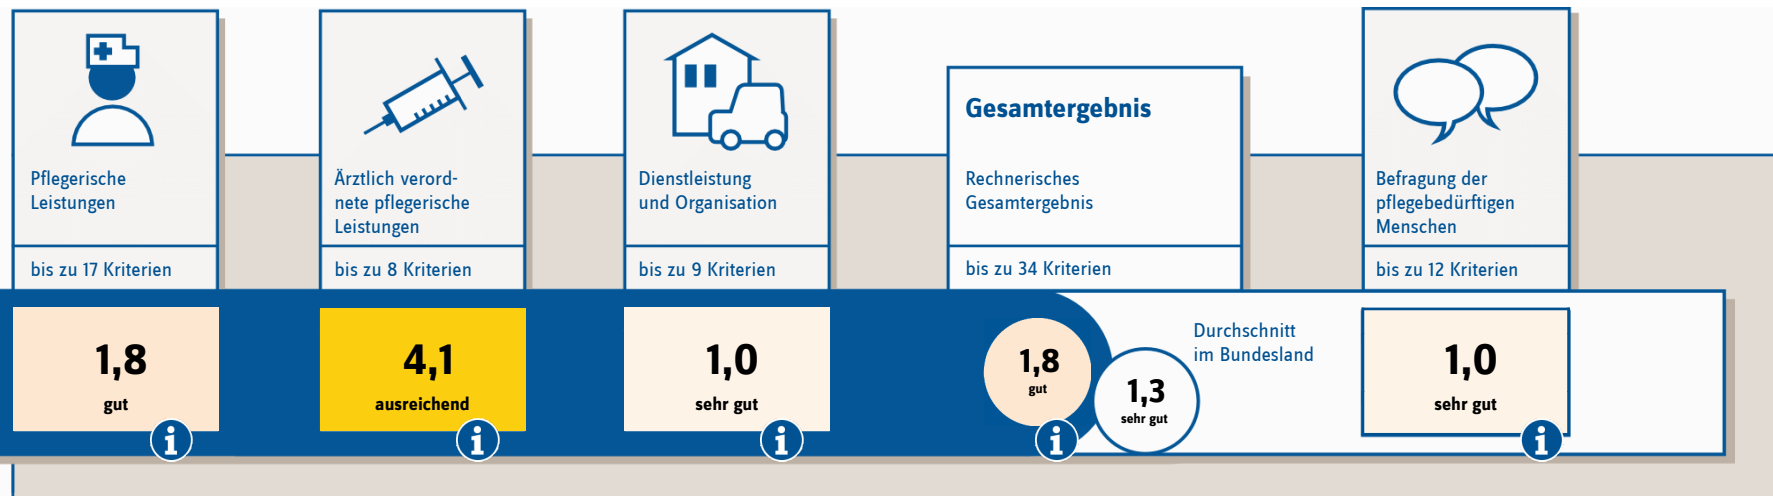 Pflegerische
Leistungen
bis zu 17 Kriterien
1,8
gut
i
Ärztlich verord-
nete pflegerische
Leistungen
bis zu 8 Kriterien
4,1
ausreichend
i
Dienstleistung
und Organisation
bis zu 9 Kriterien
1,0
sehr gut
i
Gesamtergebnis
Rechnerisches
Gesamtergebnis
bis zu 34 Kriterien
1,8
gut
i
Durchschnitt
im Bundesland
1,3
sehr gut
Befragung der
pflegebedürftigen
Menschen
bis zu 12 Kriterien
1,0
sehr gut
i